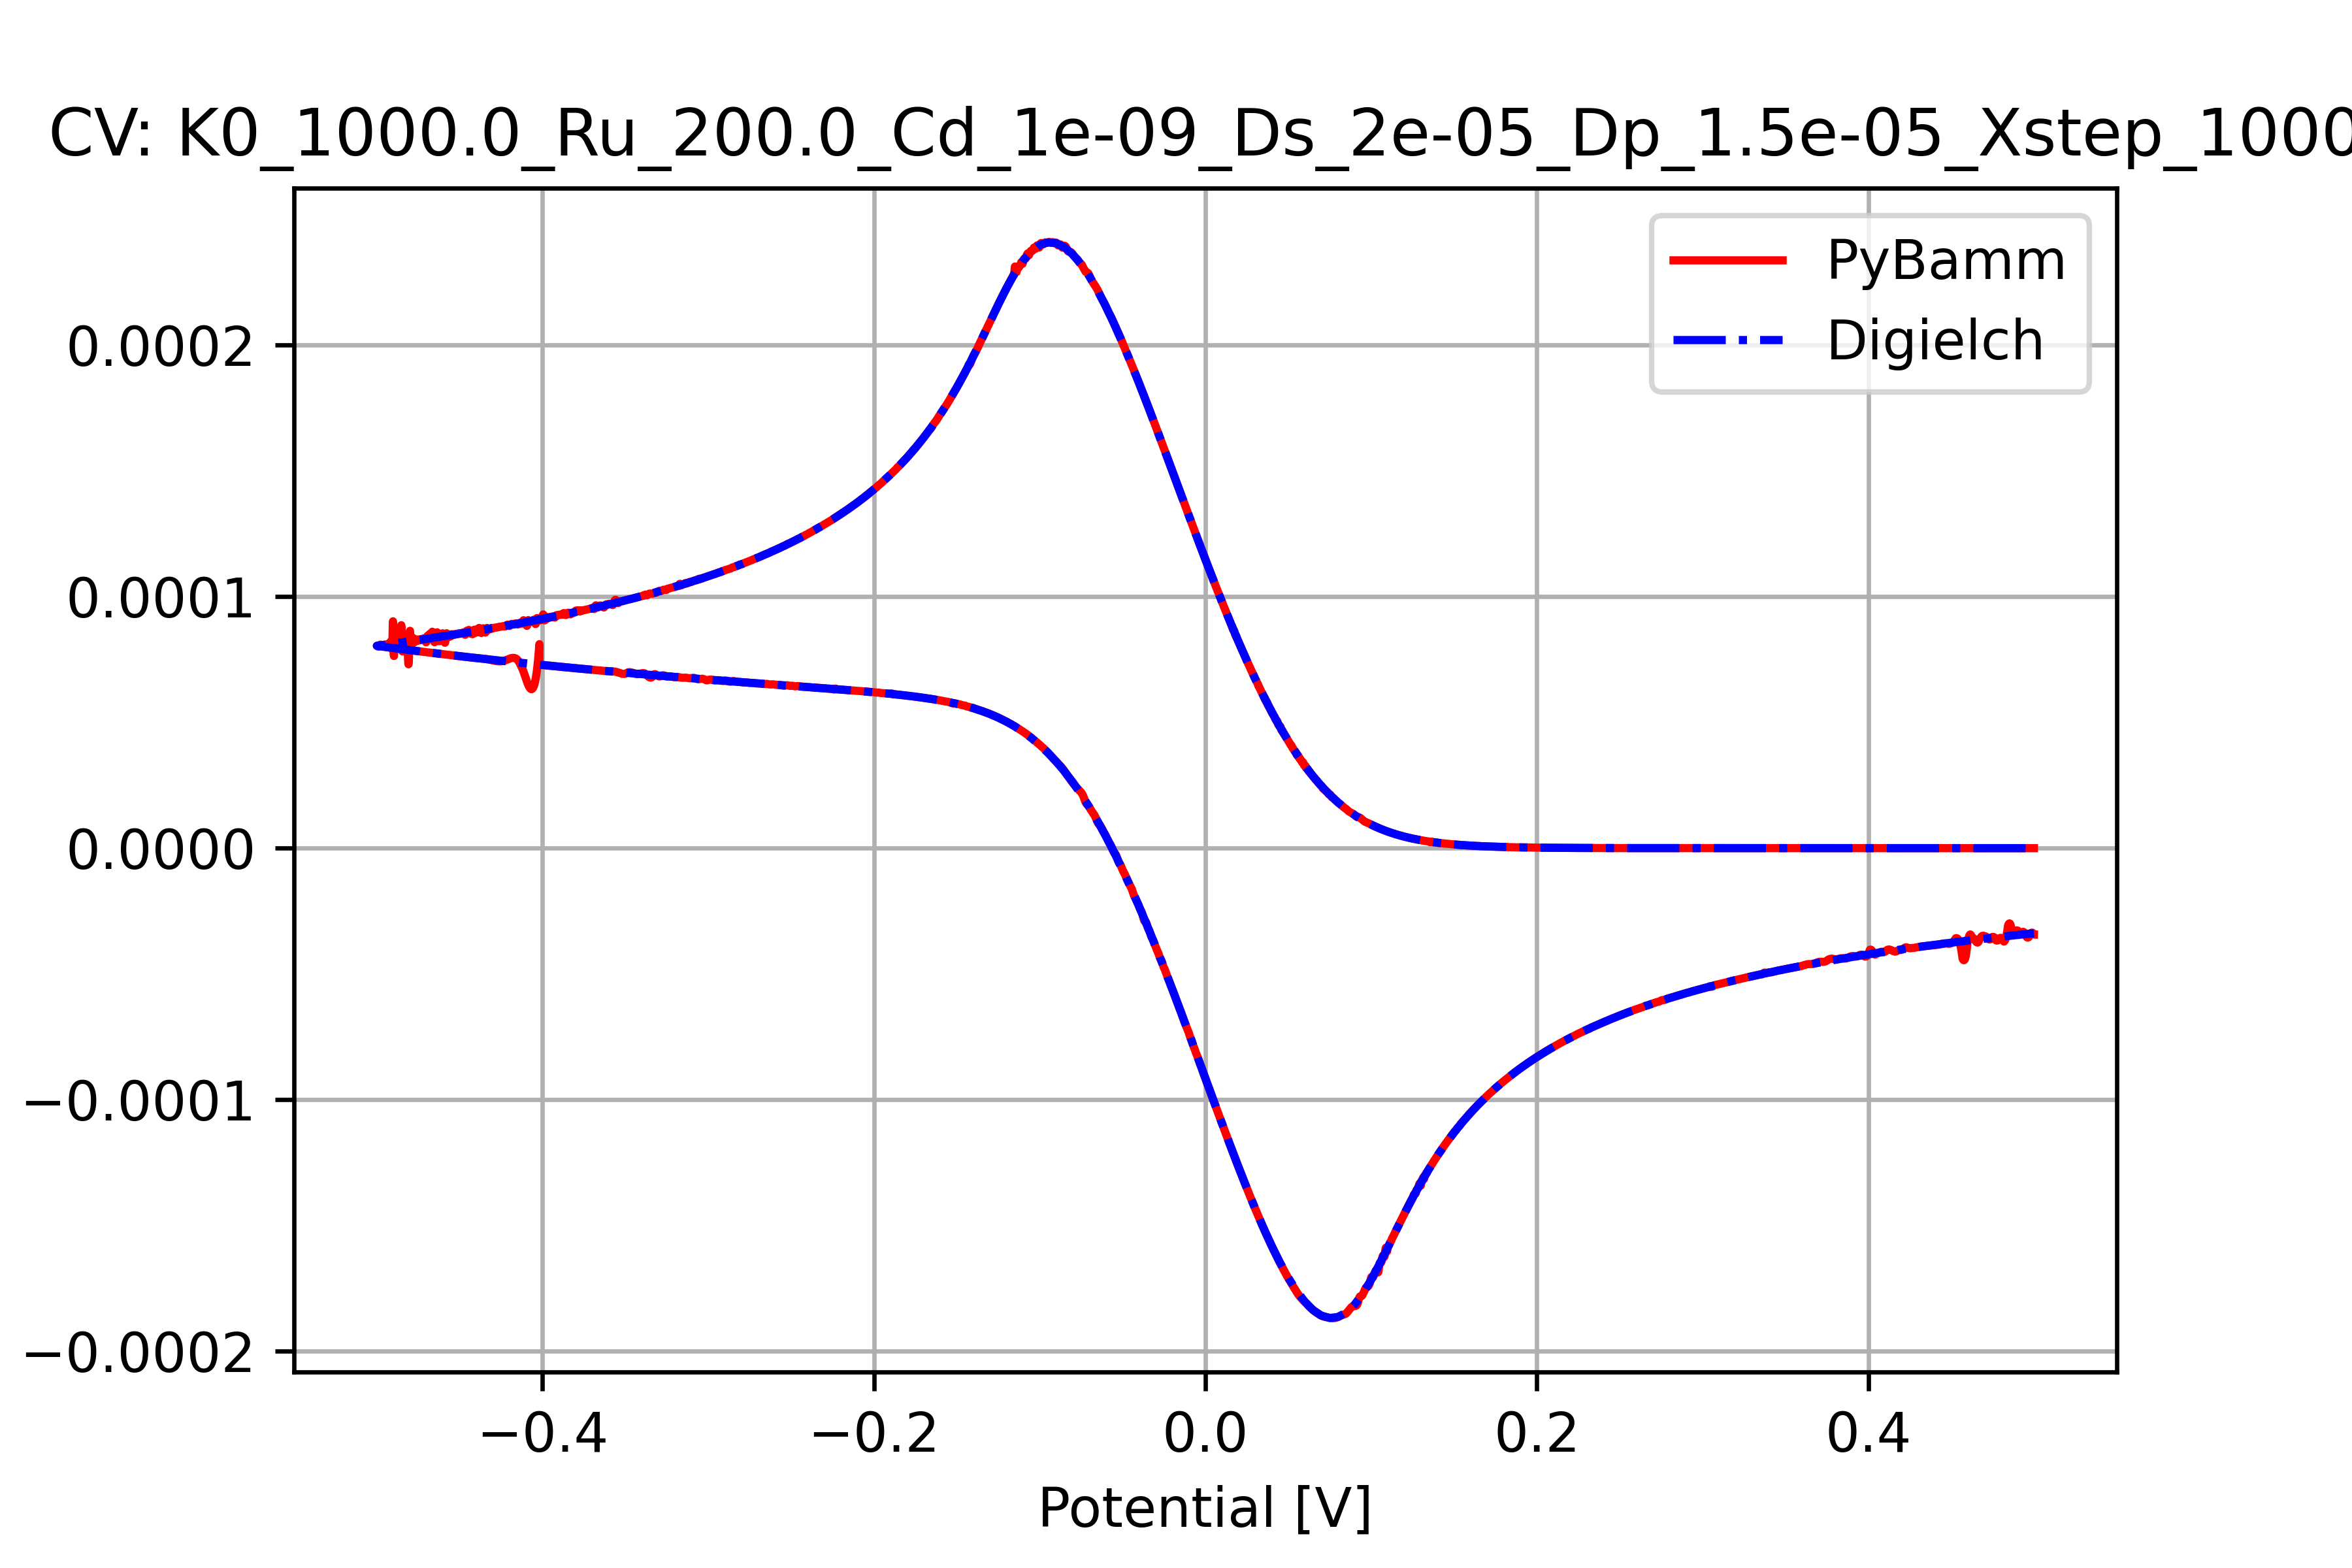 CV: K0_1000.0_Ru_200.0_Cd_1e-09_Ds_2e-05_Dp_1.5e-05_Xstep_1000
PyBamm
Digielch
0.0002
0.0001
0.0000
−0.0001
−0.0002
−0.4 −0.2 0.0 0.2 0.4
Potential [V]